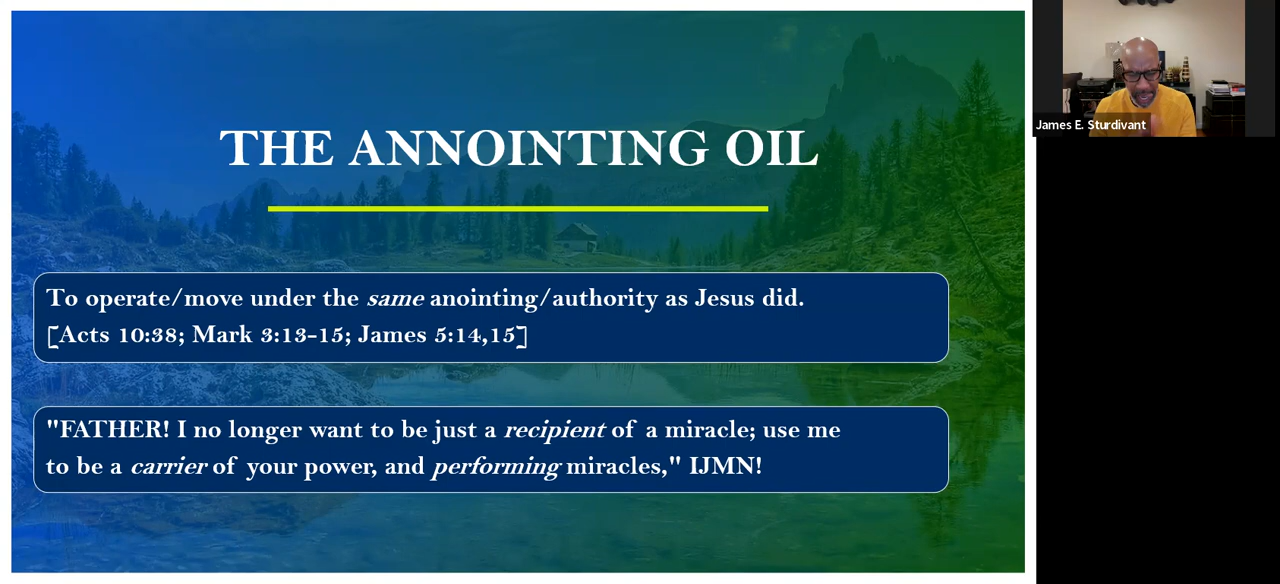 THE ANNOINTING OIL
To operate/move under the same anointing/authority as Jesus did.
[Acts 10:38; Mark 3:13-15; James 5:14,15]
"FATHER! I no longer want to be just a recipient of a miracle; use me
to be a carrier of your power, and performing miracles," IJMN!
James E. Sturdivant